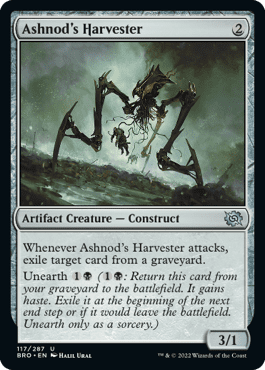 Ashnod's Harvester 2
Artifact Creature — Construct
Whenever Ashnod's Harvester attacks,
exile target card from a graveyard.
Unearth 1 (1: Return this card from
your graveyard to the battlefield. It gains
haste. Exile it at the beginning of the next
end step or if it would leave the battlefield.
Unearth only as a sorcery.)
3/1
117/287 U
BRO • EN Halil Ural
™ & © 2022 Wizards of the Coast